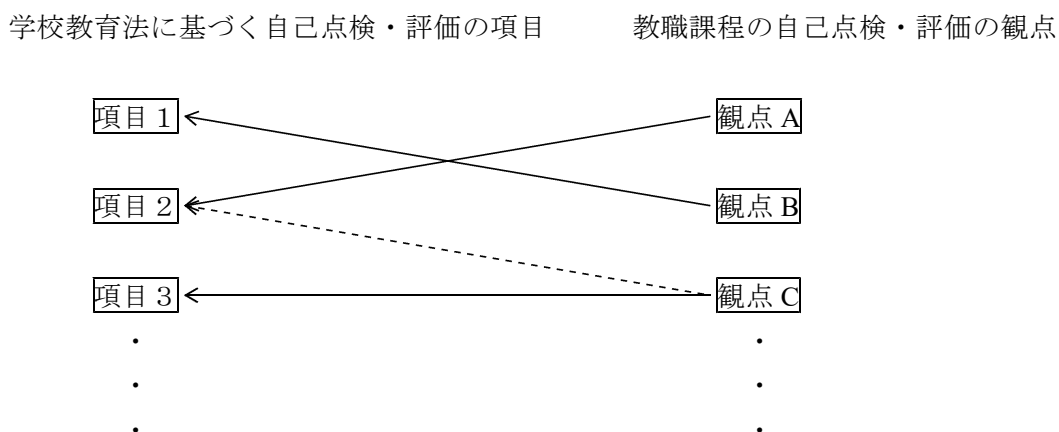 学校教育法に基づく自己点検・評価の項目 教職課程の自己点検・評価の観点
項目１ 観点 A
項目２ 観点 B
項目３ 観点 C
・ ・
・ ・
・ ・